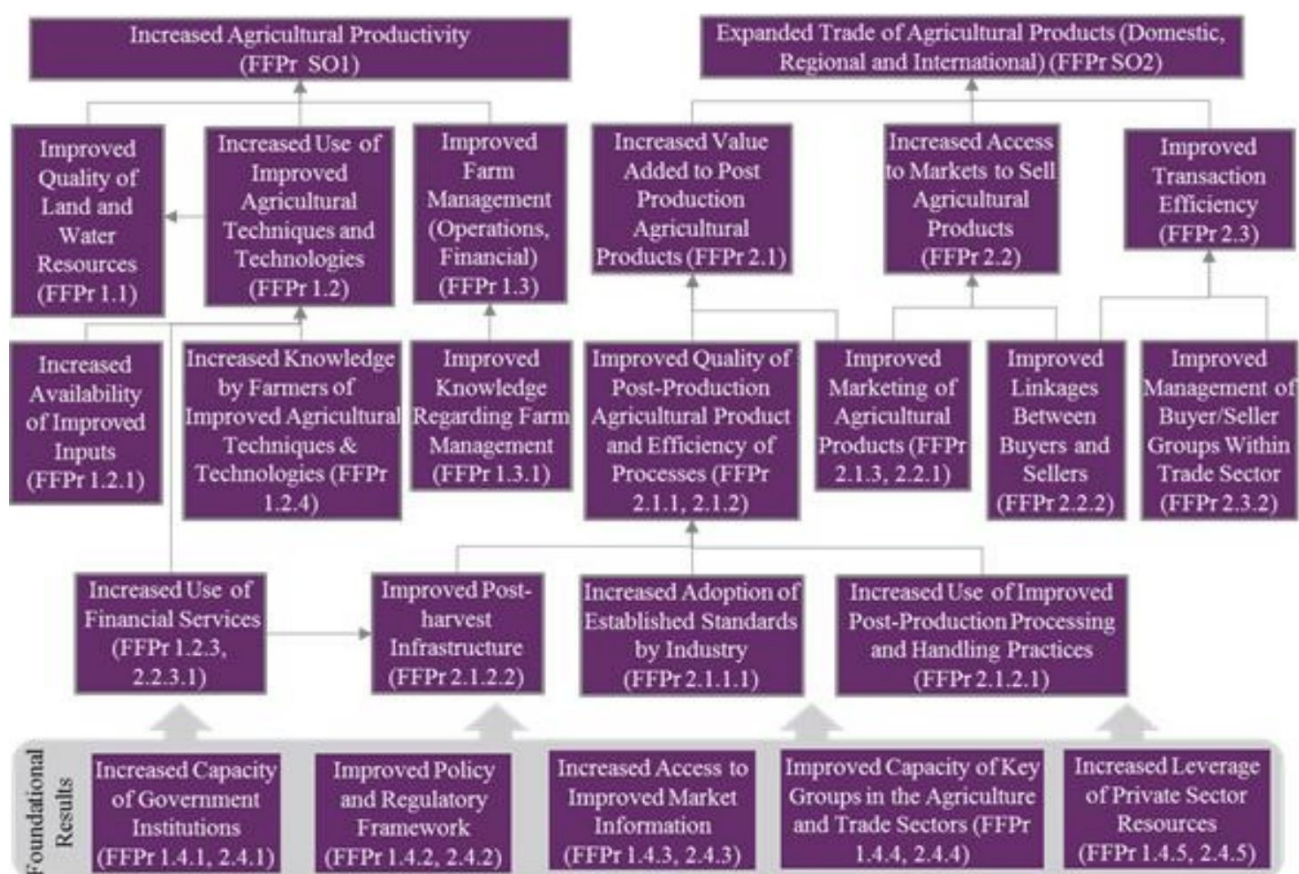 Increased Agricultural Productivity
(FFPr SO1)
Expanded Trade of Agricultural Products (Domestic,
Regional and International) (FFPr SO2)
Improved
Quality of
Land and
Water
Resources
(FFPr 1.1)
Increased Use of
Improved
Agricultural
Techniques and
Technologies
(FFPr 1.2)
Improved
Farm
Management
(Operations,
Financial)
(FFPr 1.3)
Increased Value
Added to Post
Production
Agricultural
Products (FFPr 2.1)
Increased Access
to Markets to Sell
Agricultural
Products
(FFPr 2.2)
Improved
Transaction
Efficiency
(FFPr 2.3)
Increased
Availability
of Improved
Inputs
(FFPr 1.2.1)
Increased Knowledge
by Farmers of
Improved Agricultural
Techniques &
Technologies (FFPr
1.2.4)
Improved
Knowledge
Regarding Farm
Management
(FFPr 1.3.1)
Improved Quality of
Post-Production
Agricultural Product
and Efficiency of
Processes (FFPr
2.1.1, 2.1.2)
Improved
Marketing of
Agricultural
Products (FFPr
2.1.3, 2.2.1)
Improved
Linkages
Between
Buyers and
Sellers
(FFPr 2.2.2)
Improved
Management of
Buyer/Seller
Groups Within
Trade Sector
(FFPr 2.3.2)
Increased Use of
Financial Services
(FFPr 1.2.3,
2.2.3.1)
Improved Post-
harvest
Infrastructure
(FFPr 2.1.2.2)
Increased Adoption of
Established Standards
by Industry
(FFPr 2.1.1.1)
Increased Use of Improved
Post-Production Processing
and Handling Practices
(FFPr 2.1.2.1)
Foundational
Results
Increased Capacity
of Government
Institutions
(FFPr 1.4.1, 2.4.1)
Improved Policy
and Regulatory
Framework
(FFPr 1.4.2, 2.4.2)
Increased Access to
Improved Market
Information
(FFPr 1.4.3, 2.4.3)
Improved Capacity of Key
Groups in the Agriculture
and Trade Sectors (FFPr
1.4.4, 2.4.4)
Increased Leverage
of Private Sector
Resources
(FFPr 1.4.5, 2.4.5)